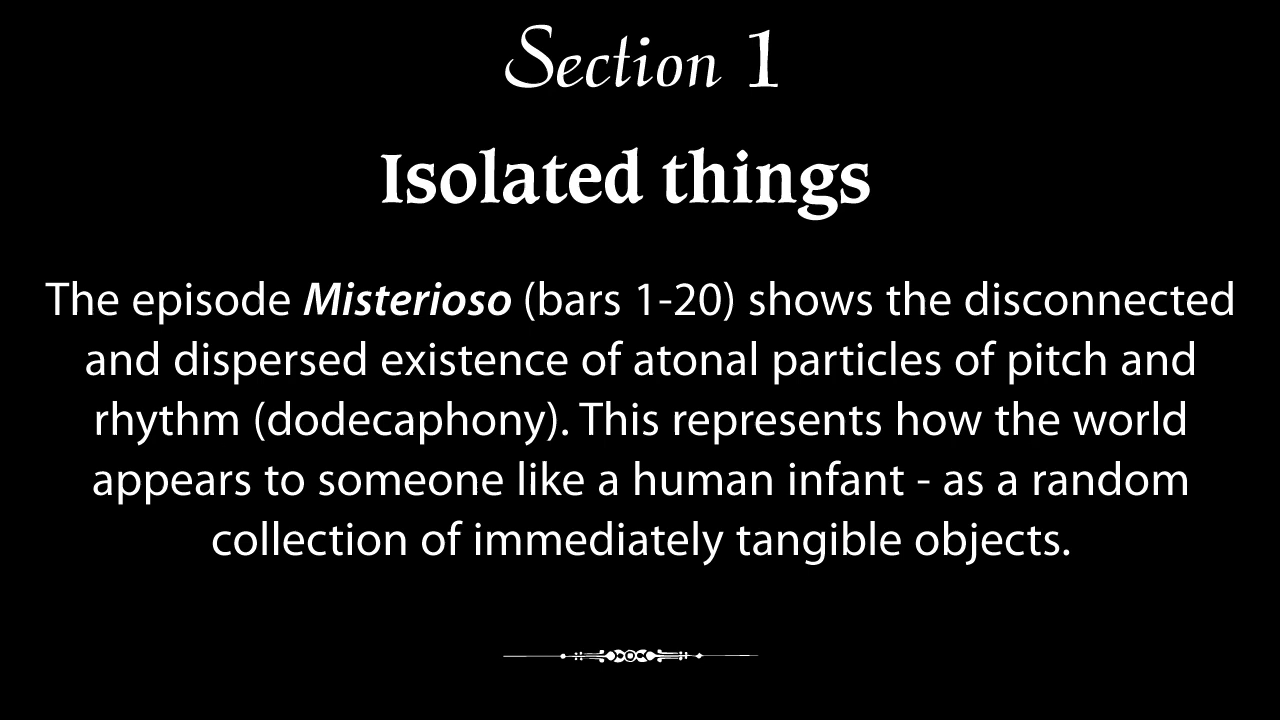 Section 1
Isolated things
The episode Misterioso (bars 1-20) shows the disconnected
and dispersed existence of atonal particles of pitch and
rhythm (dodecaphony). This represents how the world
appears to someone like a human infant - as a random
collection of immediately tangible objects.